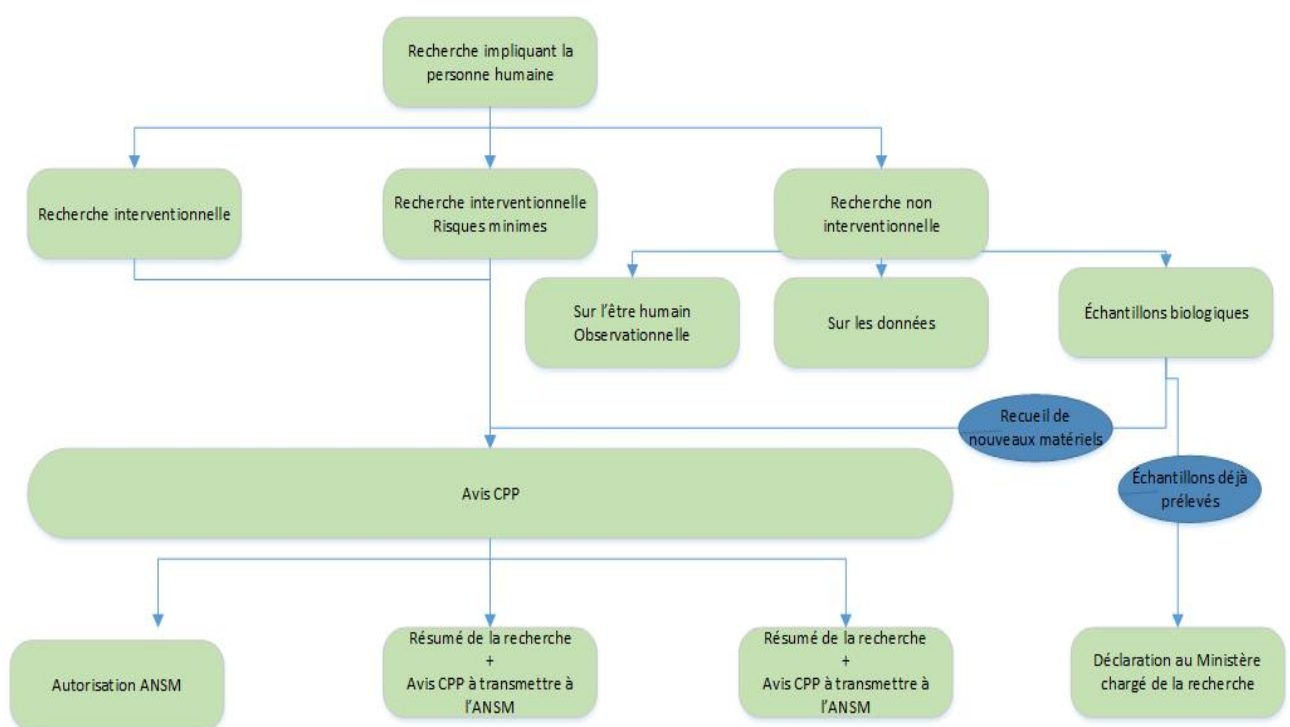 Recherche impliquant la
personne humaine
Recherche interventionnelle
Recherche interventionnelle
Risques minimes
Recherche non
interventionnelle
Sur l'être humain
Observationnelle
Sur les données
Échantillons biologiques
Recueil de
nouveaux matériels
Avis CPP
Échantillons déjà
prélevés
Autorisation ANSM
Résumé de la recherche
+
Avis CPP à transmettre à
l'ANSM
Résumé de la recherche
+
Avis CPP à transmettre à
l'ANSM
Déclaration au Ministère
chargé de la recherche